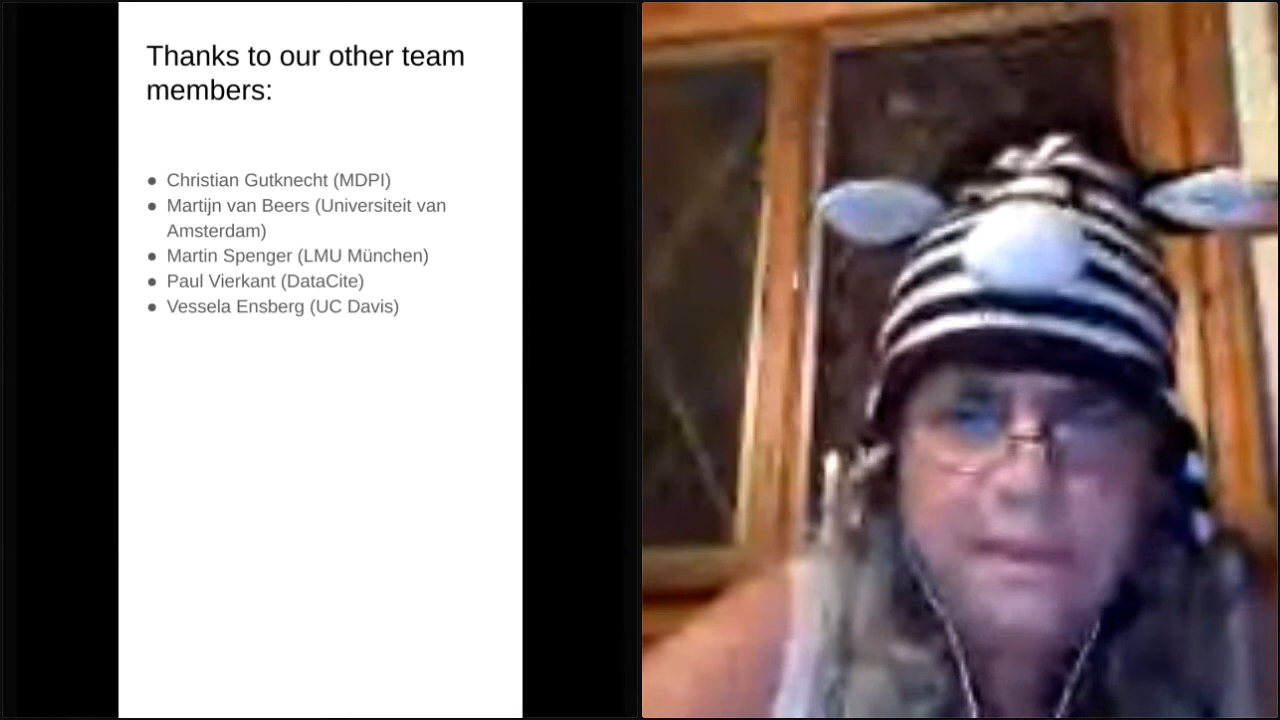 Thanks to our other team
members:
● Christian Gutknecht (MDPI)
● Martijn van Beers (Universiteit van
Amsterdam)
● Martin Spenger (LMU München)
● Paul Vierkant (DataCite)
● Vessela Ensberg (UC Davis)